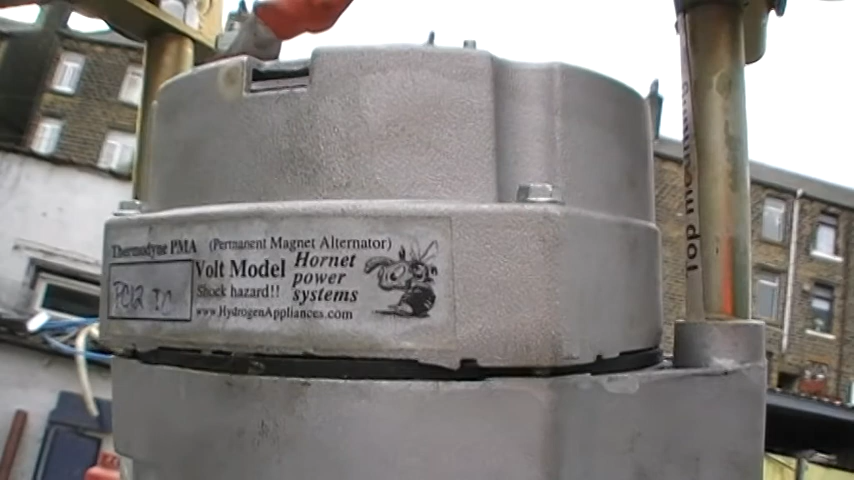 Thermodyne PMA (Permanent Magnet Alternator)
Volt Model
Shock hazard!!
www.HydrogenAppliances.com
Hornet
power
systems
Top